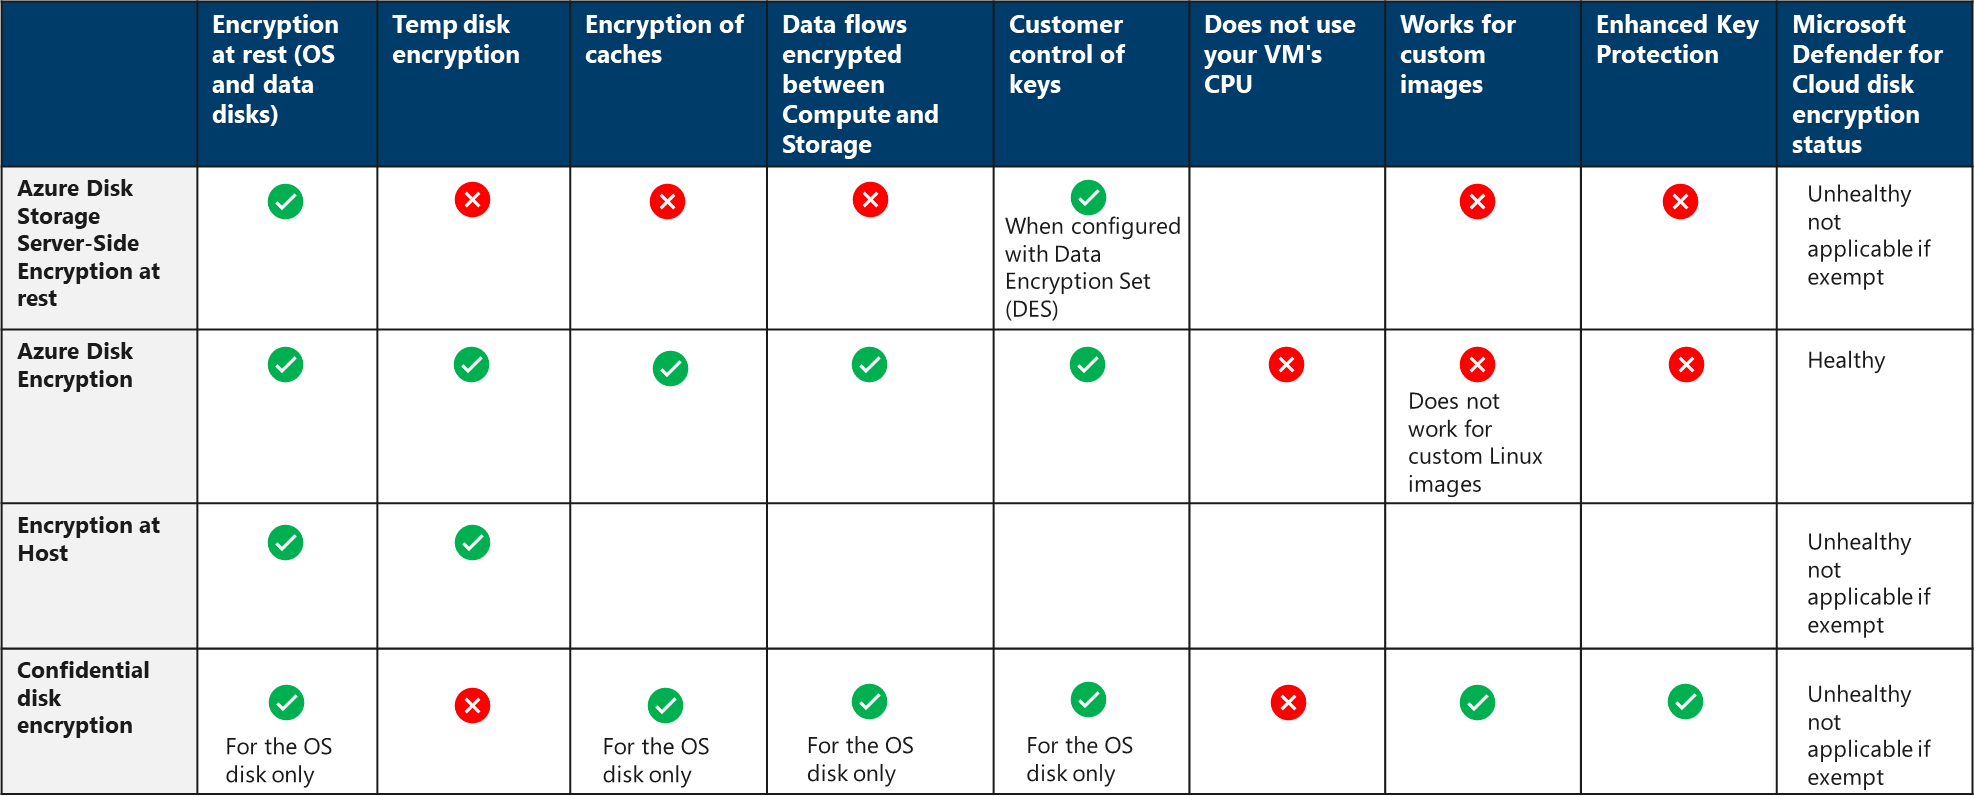 Encryption
at rest (OS
and data
disks)
Temp disk
encryption
Encryption of
caches
Data flows
encrypted
between
Compute and
Storage
Customer
control of
keys
Does not use
your VM's
CPU
Works for
custom
images
Enhanced Key
Protection
Microsoft
Defender for
Cloud disk
encryption
status
Azure Disk
Storage
Server-Side
Encryption at
rest
When configured
with Data
Encryption Set
(DES)
Unhealthy
not
applicable if
exempt
Azure Disk
Encryption
Does not
work for
custom Linux
images
Healthy
Encryption at
Host
Unhealthy
not
applicable if
exempt
Confidential
disk
encryption
For the OS
disk only
For the OS
disk only
For the OS
disk only
For the OS
disk only
Unhealthy
not
applicable if
exempt